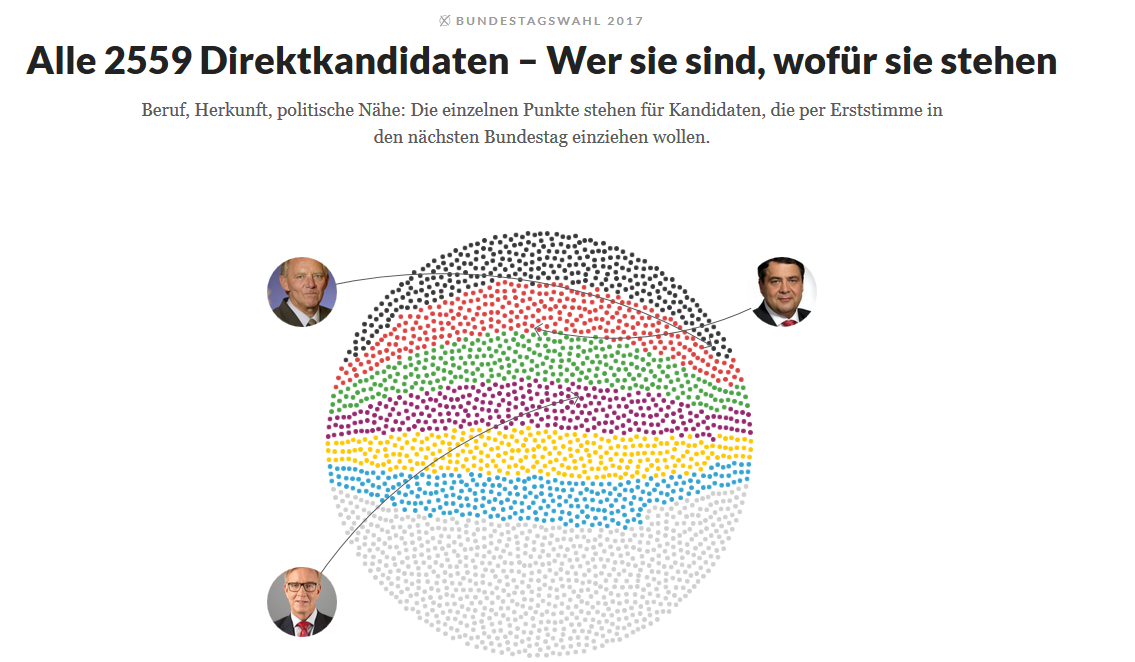 BUNDESTAGSWAHL 2017
Alle 2559 Direktkandidaten – Wer sie sind, wofür sie stehen
Beruf, Herkunft, politische Nähe: Die einzelnen Punkte stehen für Kandidaten, die per Erststimme in
den nächsten Bundestag einziehen wollen.